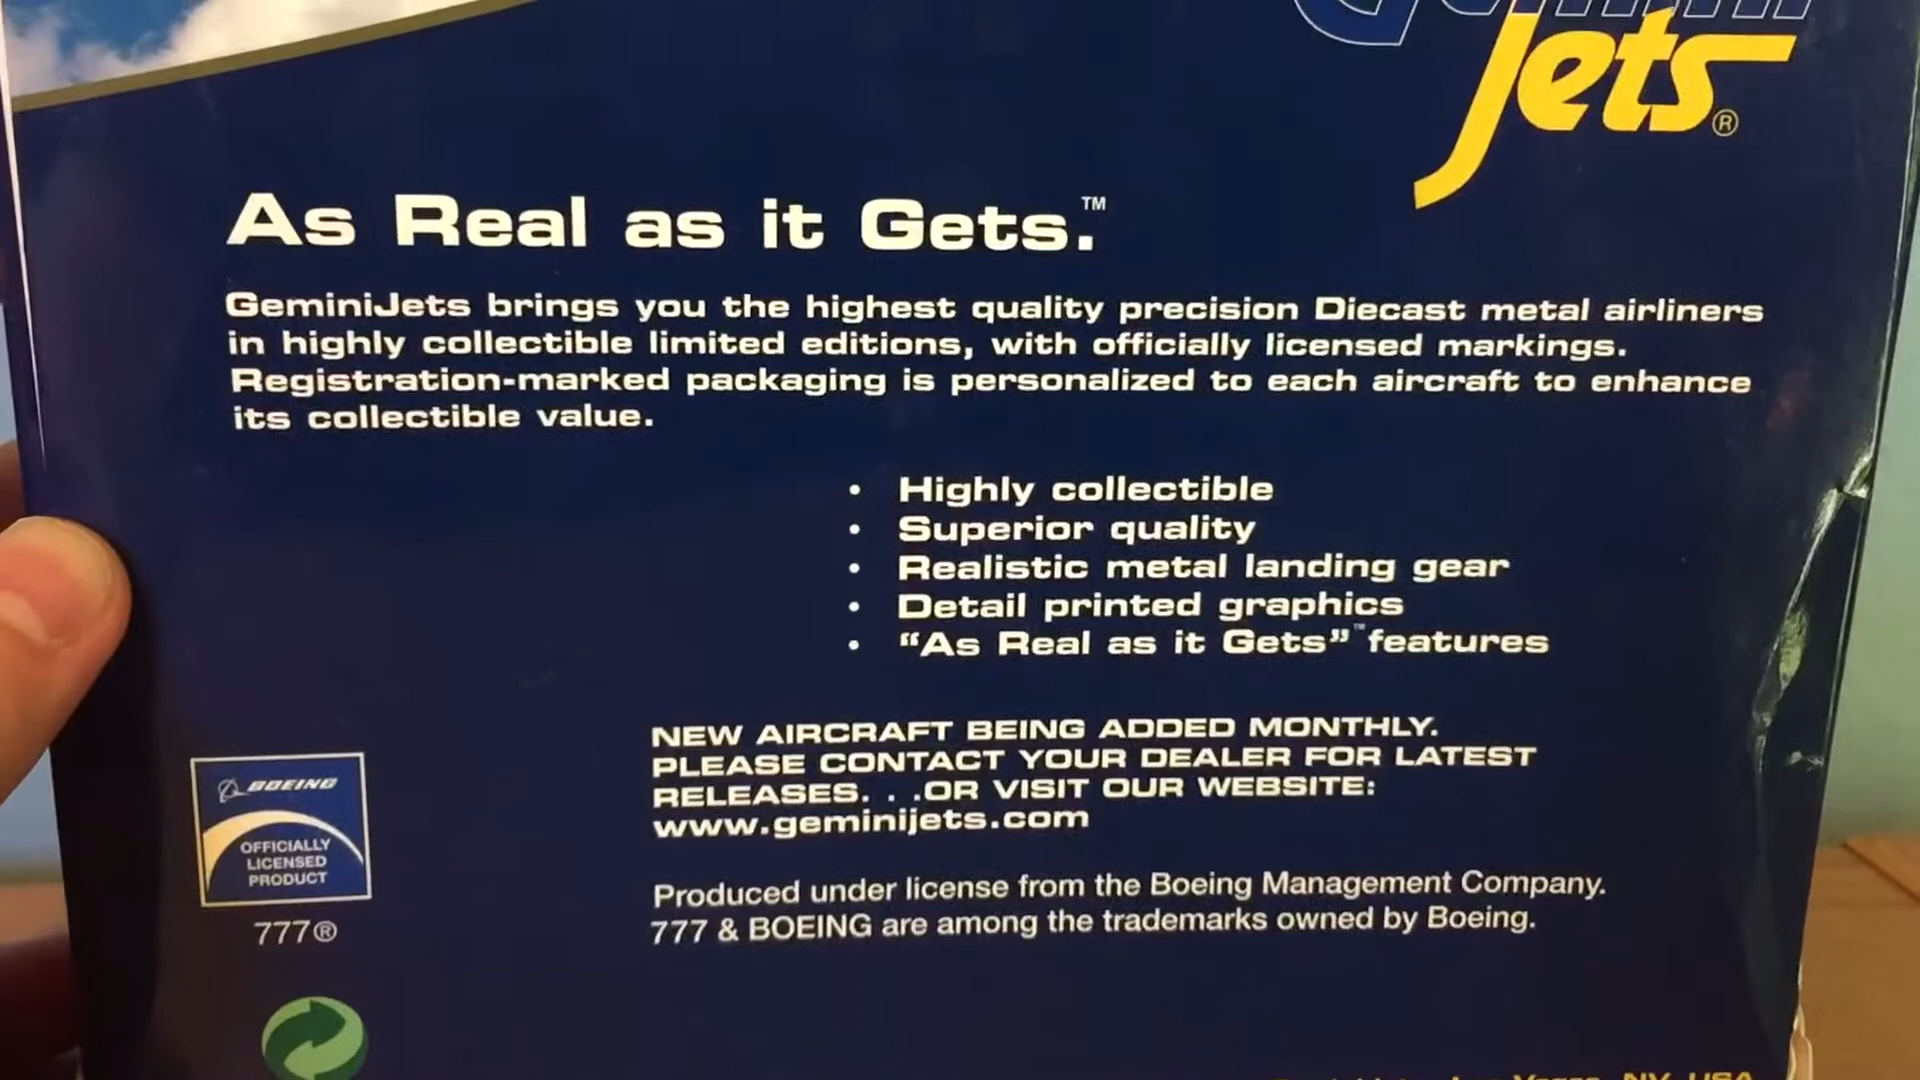 Jets®
As Real as it Gets.™
GeminiJets brings you the highest quality precision Diecast metal airliners
in highly collectible limited editions, with officially licensed markings.
Registration-marked packaging is personalized to each aircraft to enhance
its collectible value.
• Highly collectible
• Superior quality
• Realistic metal landing gear
• Detail printed graphics
• “As Real as it Gets”™ features
NEW AIRCRAFT BEING ADDED MONTHLY.
PLEASE CONTACT YOUR DEALER FOR LATEST
RELEASES. . .OR VISIT OUR WEBSITE:
www.geminijets.com
BOEING
OFFICIALLY
LICENSED
PRODUCT
777®
Produced under license from the Boeing Management Company.
777 & BOEING are among the trademarks owned by Boeing.
Vegas, NV USA